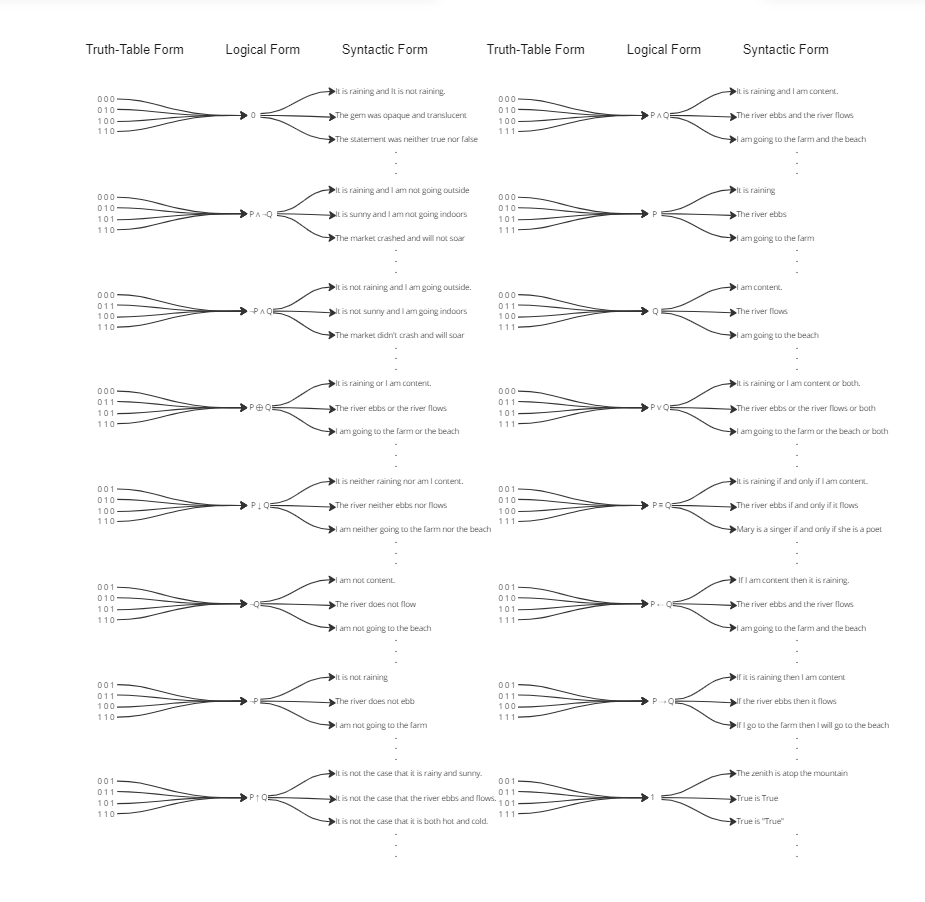 Truth-Table Form Logical Form Syntactic Form
0 0 0
0 1 0
1 0 0
1 1 0
0
It is raining and It is not raining.
The gem was opaque and translucent
The statement was neither true nor false
0 0 0
0 1 0
1 0 1
1 1 0
P ∧ ¬Q
It is raining and I am not going outside
It is sunny and I am not going indoors
The market crashed and will not soar
0 0 0
0 1 1
1 0 0
1 1 0
¬P ∧ Q
It is not raining and I am going outside.
It is not sunny and I am going indoors
The market didn't crash and will soar
0 0 0
0 1 1
1 0 1
1 1 0
P ⊕ Q
It is raining or I am content.
The river ebbs or the river flows
I am going to the farm or the beach
0 0 1
0 1 0
1 0 0
1 1 0
P ↓ Q
It is neither raining nor am I content.
The river neither ebbs nor flows
I am neither going to the farm nor the beach
0 0 1
0 1 0
1 0 1
1 1 0
¬Q
I am not content.
The river does not flow
I am not going to the beach
0 0 1
0 1 1
1 0 0
1 1 0
¬P
It is not raining
The river does not ebb
I am not going to the farm
0 0 1
0 1 1
1 0 1
1 1 0
P ↑ Q
It is not the case that it is rainy and sunny.
It is not the case that the river ebbs and flows.
It is not the case that it is both hot and cold.
Truth-Table Form Logical Form Syntactic Form
0 0 0
0 1 0
1 0 0
1 1 1
P ∧ Q
It is raining and I am content.
The river ebbs and the river flows
I am going to the farm and the beach
0 0 0
0 1 0
1 0 1
1 1 1
P
It is raining
The river ebbs
I am going to the farm
0 0 0
0 1 1
1 0 0
1 1 1
Q
I am content.
The river flows
I am going to the beach
0 0 0
0 1 1
1 0 1
1 1 1
P ∨ Q
It is raining or I am content or both.
The river ebbs or the river flows or both
I am going to the farm or the beach or both
0 0 1
0 1 0
1 0 0
1 1 1
P ≡ Q
It is raining if and only if I am content.
The river ebbs if and only if it flows
Mary is a singer if and only if she is a poet
0 0 1
0 1 0
1 0 1
1 1 1
P ← Q
If I am content then it is raining.
The river ebbs and the river flows
I am going to the farm and the beach
0 0 1
0 1 1
1 0 0
1 1 1
P → Q
If it is raining then I am content
If the river ebbs then it flows
If I go to the farm then I will go to the beach
0 0 1
0 1 1
1 0 1
1 1 1
1
The zenith is atop the mountain
True is True
True is "True"